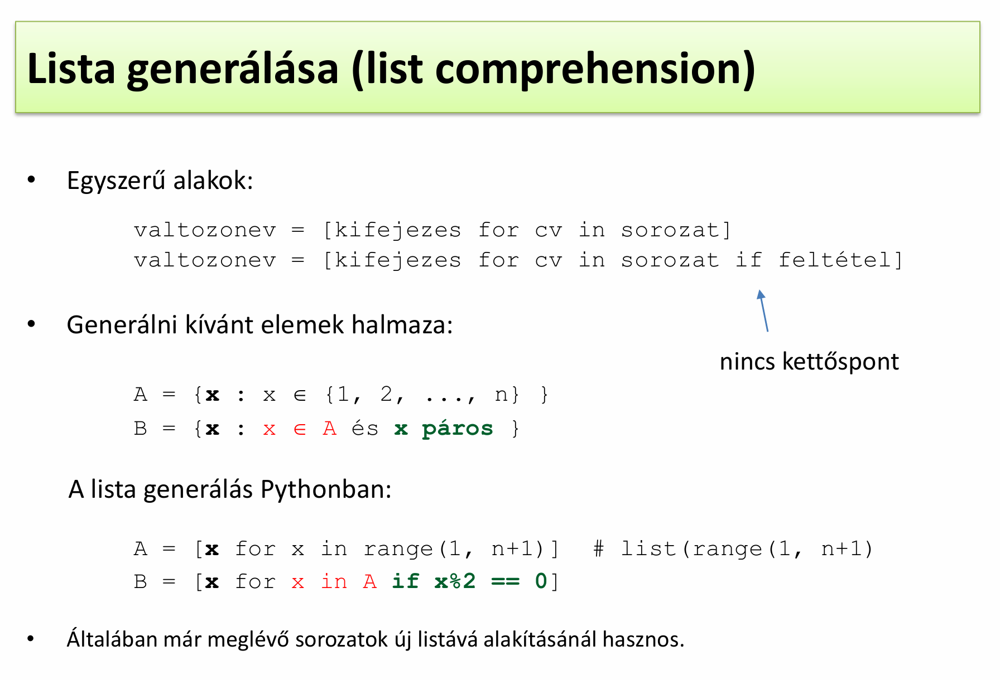 Lista generálása (list comprehension)
• Egyszerű alakok:
valtozonev = [kifejezes for cv in sorozat]
valtozonev = [kifejezes for cv in sorozat if feltétel]
• Generálni kívánt elemek halmaza:
nincs kettőspont
A = {x : x ∈ {1, 2, ..., n} }
B = {x : x ∈ A és x páros }
A lista generálás Pythonban:
A = [x for x in range(1, n+1)] # list(range(1, n+1)
B = [x for x in A if x%2 == 0]
• Általában már meglévő sorozatok új listává alakításánál hasznos.